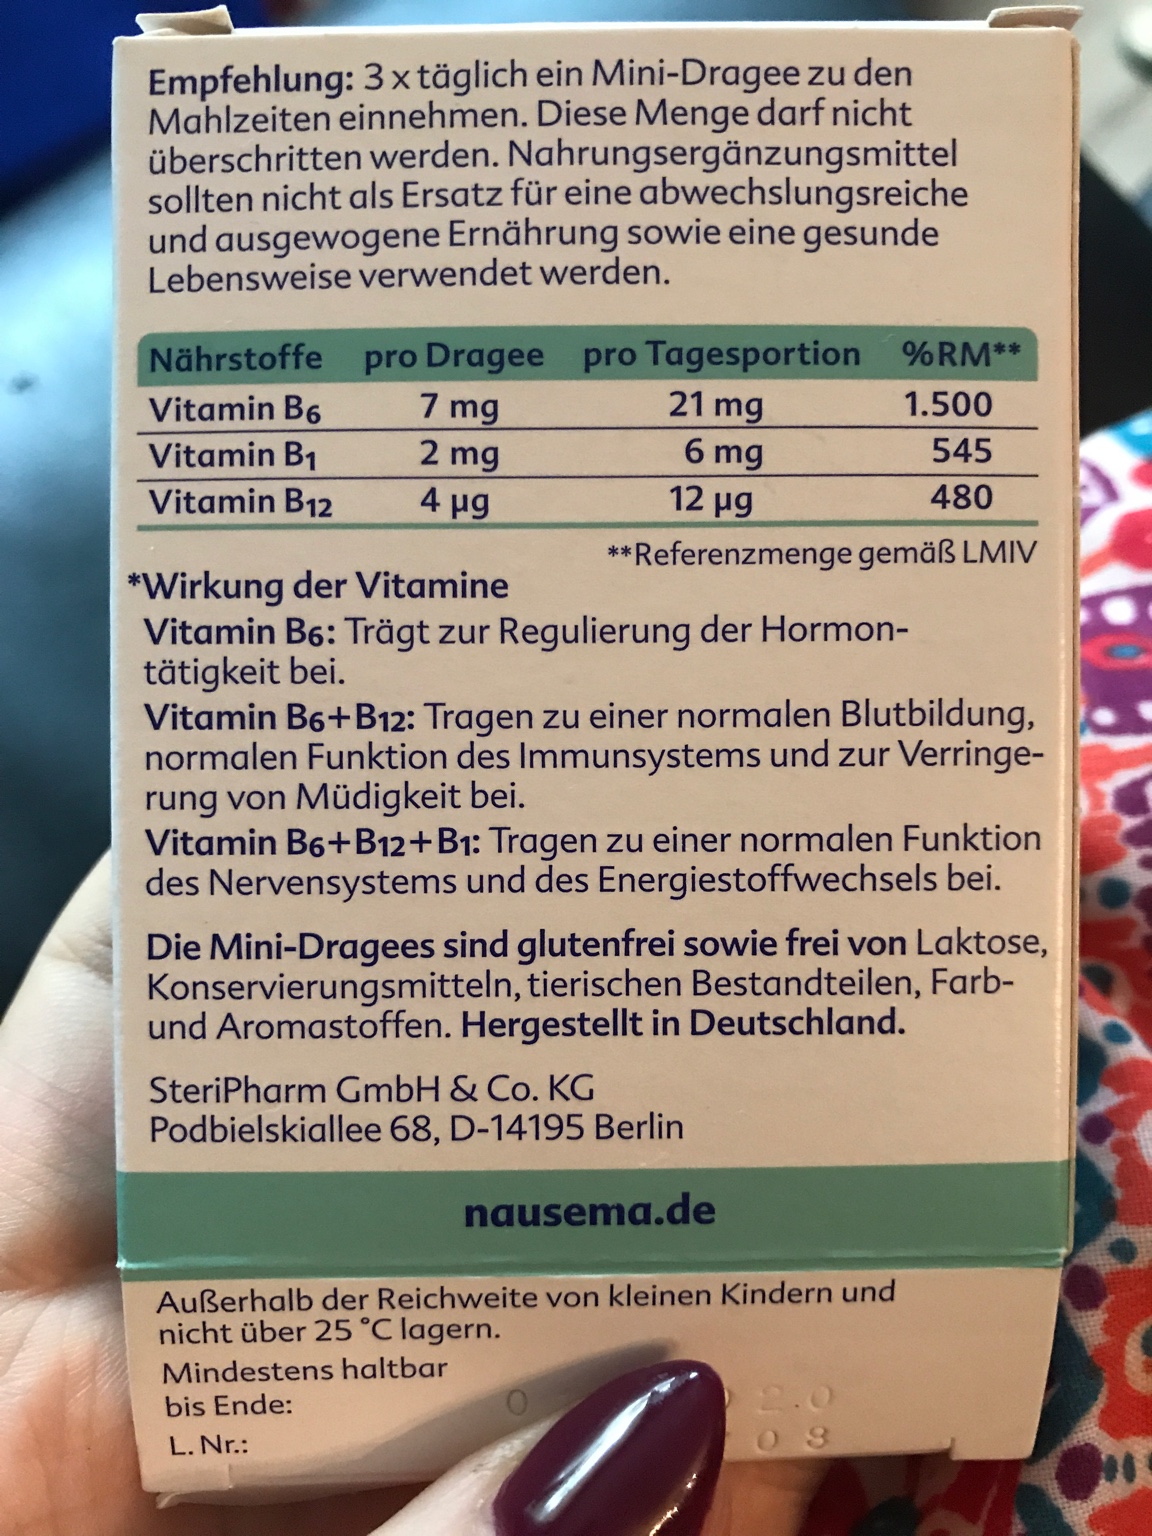 Empfehlung: 3 x täglich ein Mini-Dragee zu den
Mahlzeiten einnehmen. Diese Menge darf nicht
überschritten werden. Nahrungsergänzungsmittel
sollten nicht als Ersatz für eine abwechslungsreiche
und ausgewogene Ernährung sowie eine gesunde
Lebensweise verwendet werden.
Nährstoffe pro Dragee pro Tagesportion %RM**
Vitamin B6 7 mg 21 mg 1.500
Vitamin B1 2 mg 6 mg 545
Vitamin B12 4 µg 12 µg 480
**Referenzmenge gemäß LMIV
*Wirkung der Vitamine
Vitamin B6: Trägt zur Regulierung der Hormon-
tätigkeit bei.
Vitamin B6+B12: Tragen zu einer normalen Blutbildung,
normalen Funktion des Immunsystems und zur Verringe-
rung von Müdigkeit bei.
Vitamin B6+B12+B1: Tragen zu einer normalen Funktion
des Nervensystems und des Energiestoffwechsels bei.
Die Mini-Dragees sind glutenfrei sowie frei von Laktose,
Konservierungsmitteln, tierischen Bestandteilen, Farb-
und Aromastoffen. Hergestellt in Deutschland.
SteriPharm GmbH & Co. KG
Podbielskiallee 68, D-14195 Berlin
nausema.de
Außerhalb der Reichweite von kleinen Kindern und
nicht über 25 °C lagern.
Mindestens haltbar
bis Ende:
L. Nr.: